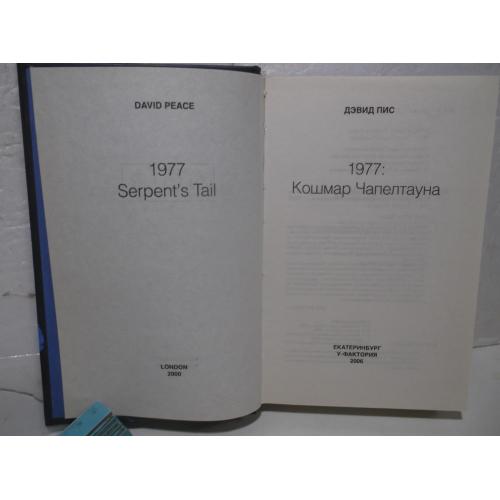 DAVID PEACE
1977
Serpent's Tail
LONDON
2000
ДЭВИД ПИС
1977:
Кошмар Чапелтауна
ЕКАТЕРИНБУРГ
У-ФАКТОРИЯ
2006